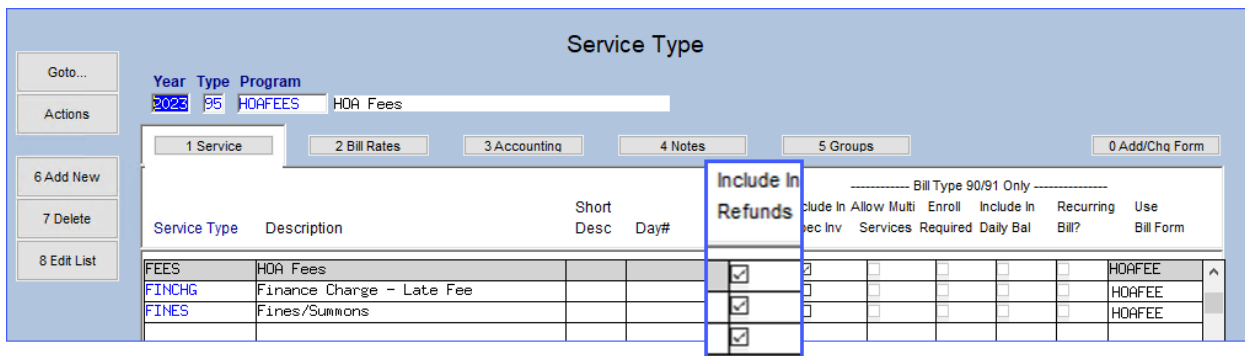 Service Type
Goto...
Actions
6 Add New
7 Delete
8 Edit List
Year Type Program
2023 95 HOAFEES HOA Fees
1 Service 2 Bill Rates 3 Accounting 4 Notes 5 Groups 0 Add/Chg Form
Include In
Refunds
------------ Bill Type 90/91 Only ---------------
Short clude In Allow Multi Enroll Include In Recurring Use
Service Type Description Desc Day# ec Inv Services Required Daily Bal Bill? Bill Form
FEES HOA Fees HOAFEE
FINCHG Finance Charge - Late Fee HOAFEE
FINES Fines/Summons HOAFEE